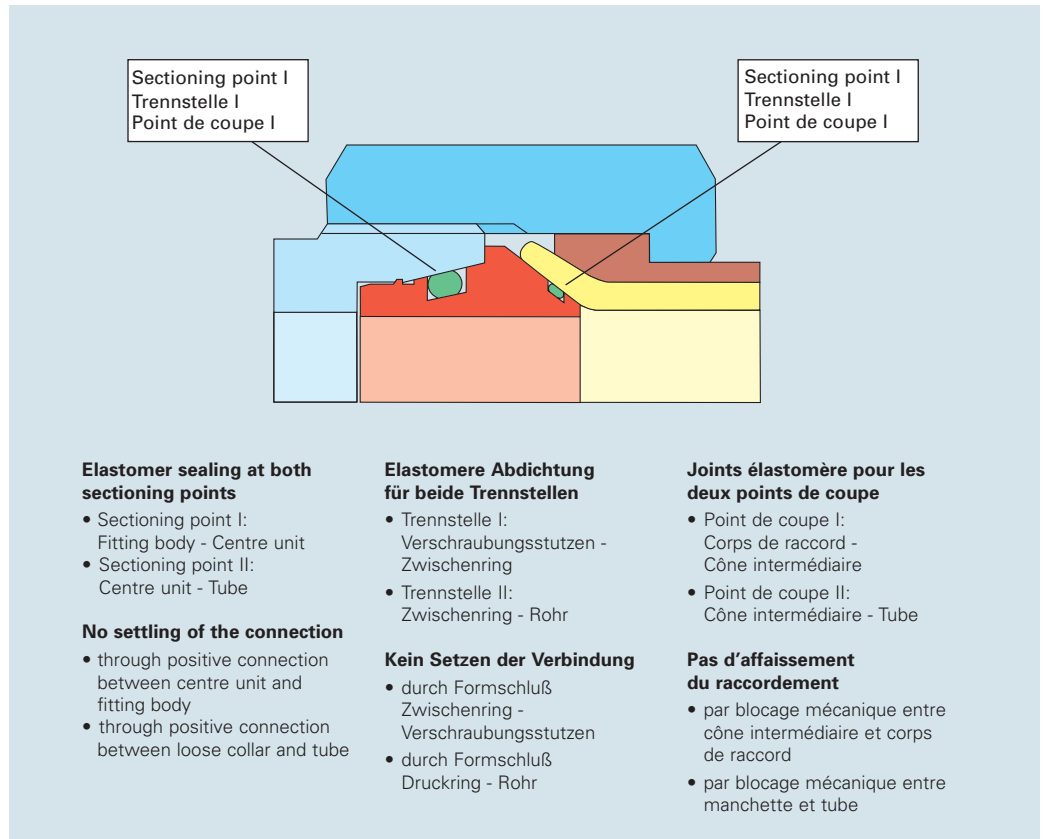 Sectioning point I
Trennstelle I
Point de coupe I
Sectioning point I
Trennstelle I
Point de coupe I
Elastomer sealing at both
sectioning points
• Sectioning point I:
Fitting body - Centre unit
• Sectioning point II:
Centre unit - Tube
No settling of the connection
• through positive connection
between centre unit and
fitting body
• through positive connection
between loose collar and tube
Elastomere Abdichtung
für beide Trennstellen
• Trennstelle I:
Verschraubungsstutzen -
Zwischenring
• Trennstelle II:
Zwischenring - Rohr
Kein Setzen der Verbindung
• durch Formschluß
Zwischenring -
Verschraubungsstutzen
• durch Formschluß
Druckring - Rohr
Joints élastomère pour les
deux points de coupe
• Point de coupe I:
Corps de raccord -
Cône intermédiaire
• Point de coupe II:
Cône intermédiaire - Tube
Pas d'affaissement
du raccordement
• par blocage mécanique entre
cône intermédiaire et corps
de raccord
• par blocage mécanique entre
manchette et tube